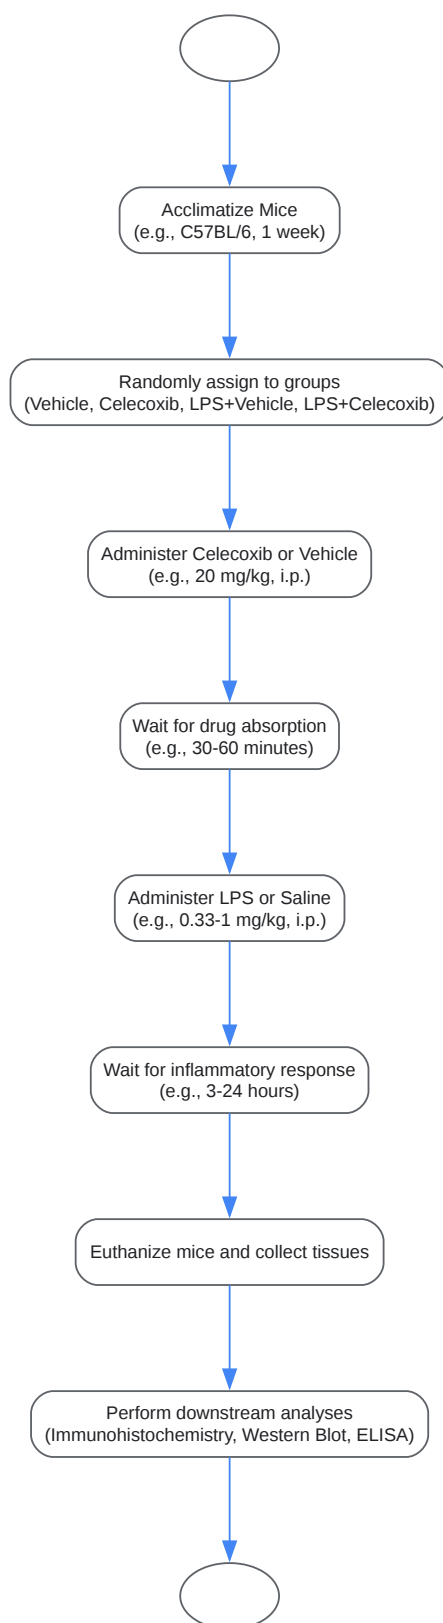 Acclimatize Mice
(e.g., C57BL/6, 1 week)
Randomly assign to groups
(Vehicle, Celecoxib, LPS+Vehicle, LPS+Celecoxib)
Administer Celecoxib or Vehicle
(e.g., 20 mg/kg, i.p.)
Wait for drug absorption
(e.g., 30-60 minutes)
Administer LPS or Saline
(e.g., 0.33-1 mg/kg, i.p.)
Wait for inflammatory response
(e.g., 3-24 hours)
Euthanize mice and collect tissues
Perform downstream analyses
(Immunohistochemistry, Western Blot, ELISA)